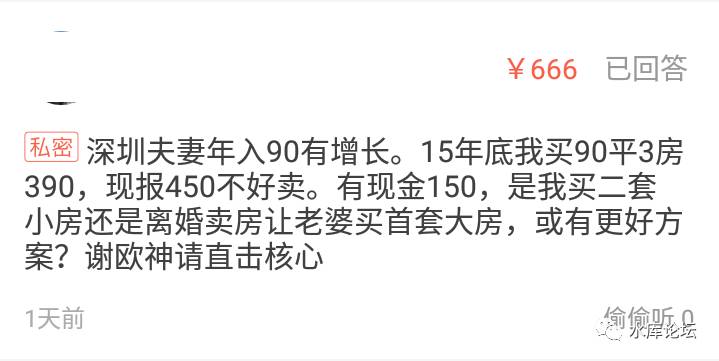 ￥666 已回答
私密 深圳夫妻年入90有增长。15年底我买90平3房
390，现报450不好卖。有现金150，是我买二套
小房还是离婚卖房让老婆买首套大房，或有更好方
案？谢欧神请直击核心
1天前 偷偷听 0
水库论坛